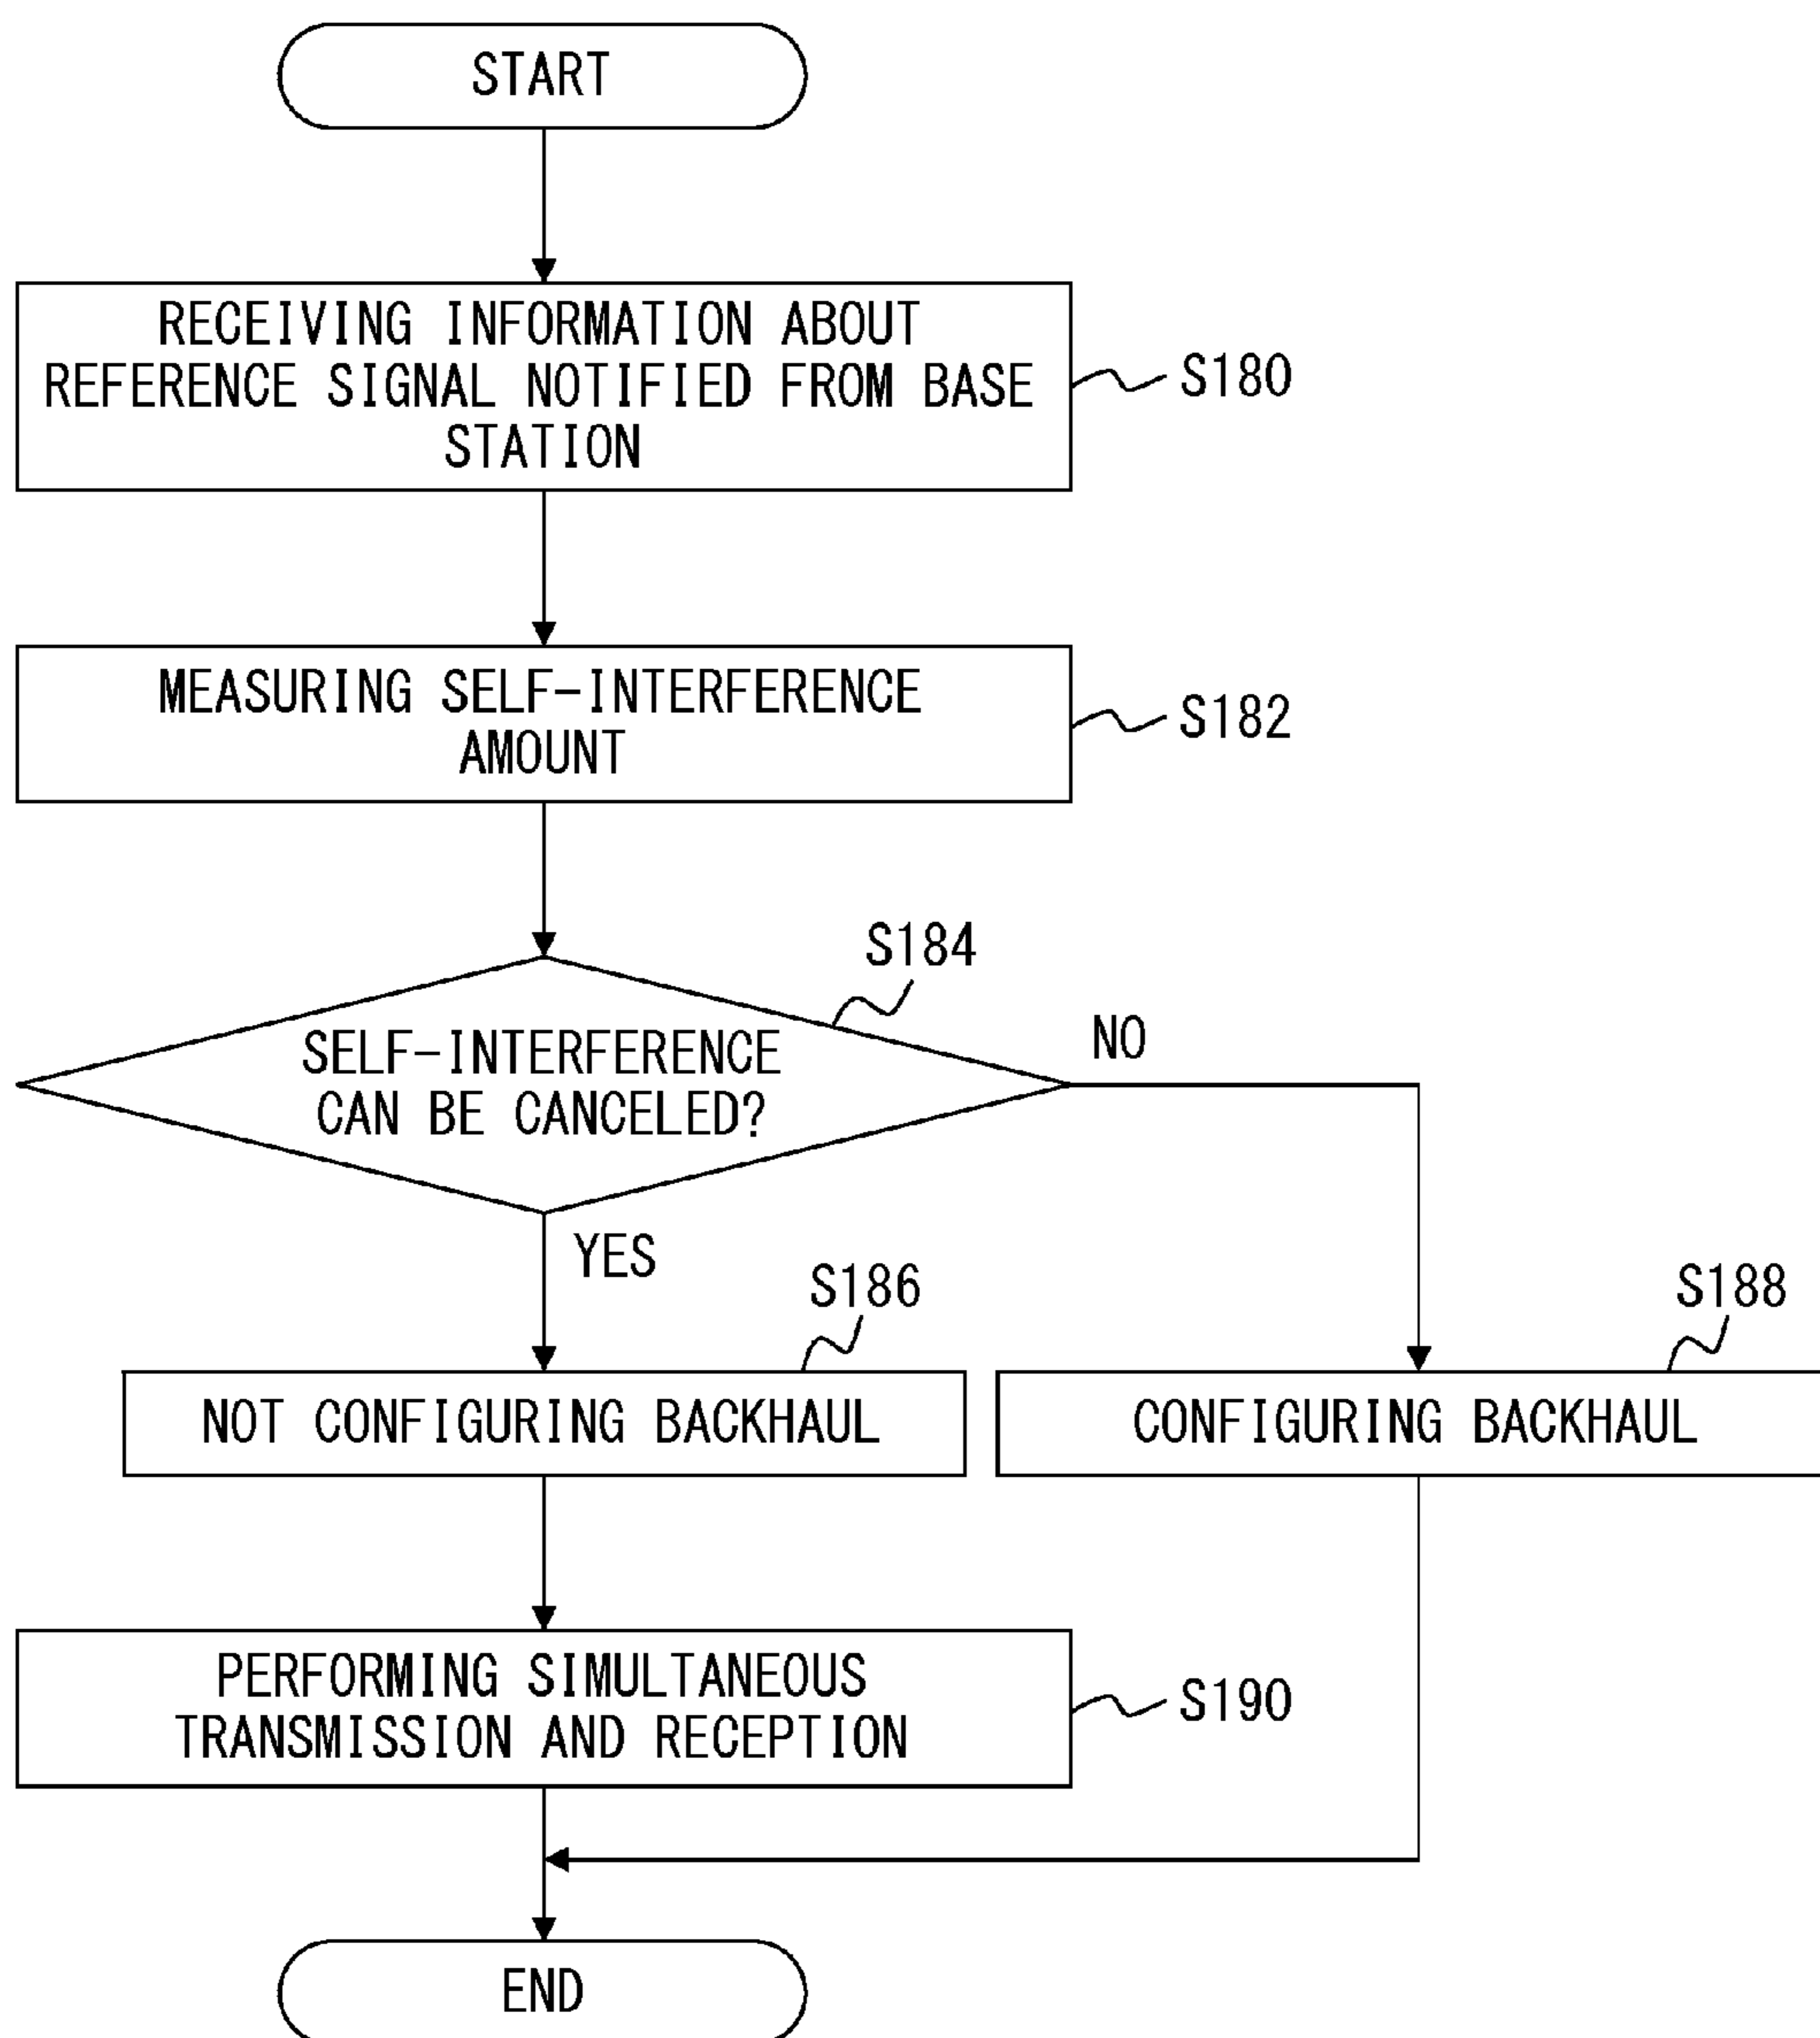 START
RECEIVING INFORMATION ABOUT
REFERENCE SIGNAL NOTIFIED FROM BASE
STATION
S180
MEASURING SELF-INTERFERENCE
AMOUNT
S182
S184
SELF-INTERFERENCE
CAN BE CANCELED?
NO
YES
S186
S188
NOT CONFIGURING BACKHAUL
CONFIGURING BACKHAUL
PERFORMING SIMULTANEOUS
TRANSMISSION AND RECEPTION
S190
END